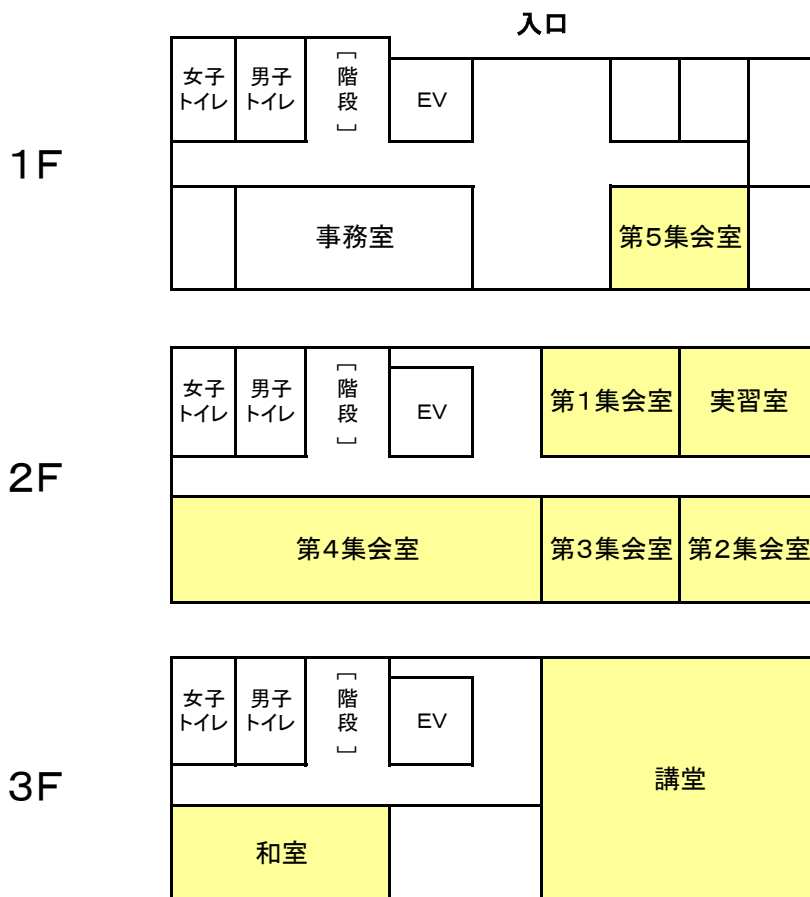 入口
1F
女子
トイレ
男子
トイレ
[階段]
EV
事務室
第5集会室
2F
女子
トイレ
男子
トイレ
[階段]
EV
第1集会室
実習室
第4集会室
第3集会室
第2集会室
3F
女子
トイレ
男子
トイレ
[階段]
EV
講堂
和室